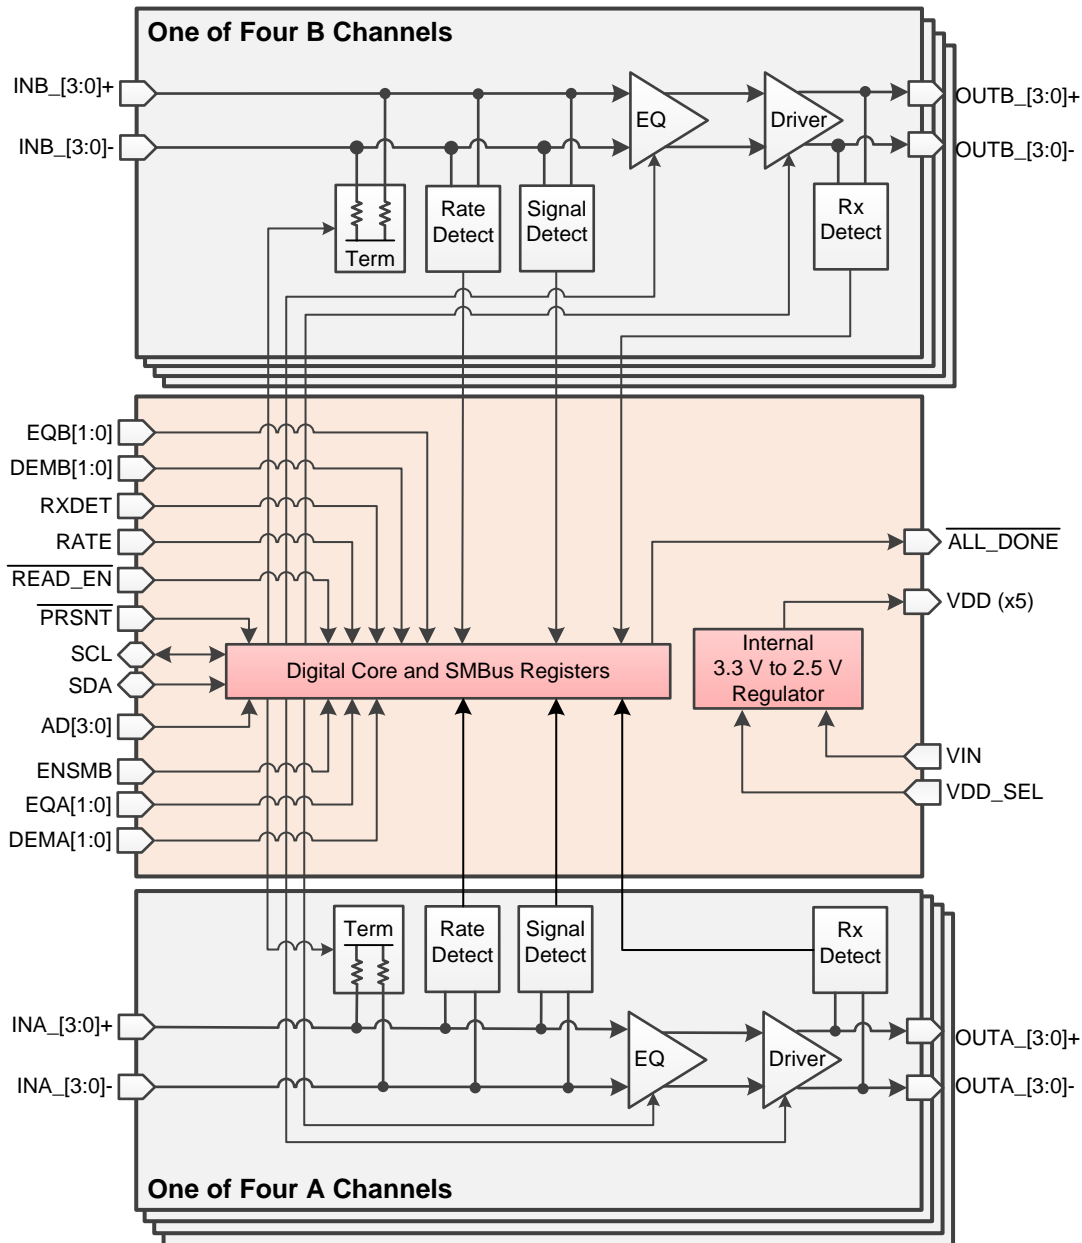 One of Four B Channels
INB_[3:0]+
INB_[3:0]-
EQ
Driver
OUTB_[3:0]+
OUTB_[3:0]-
Term
Rate
Detect
Signal
Detect
Rx
Detect
EQB[1:0]
DEMB[1:0]
RXDET
RATE
READ_EN
PRSNT
SCL
SDA
AD[3:0]
ENSMB
EQA[1:0]
DEMA[1:0]
Digital Core and SMBus Registers
ALL_DONE
VDD (x5)
Internal
3.3 V to 2.5 V
Regulator
VIN
VDD_SEL
Term
Rate
Detect
Signal
Detect
Rx
Detect
INA_[3:0]+
INA_[3:0]-
EQ
Driver
OUTA_[3:0]+
OUTA_[3:0]-
One of Four A Channels